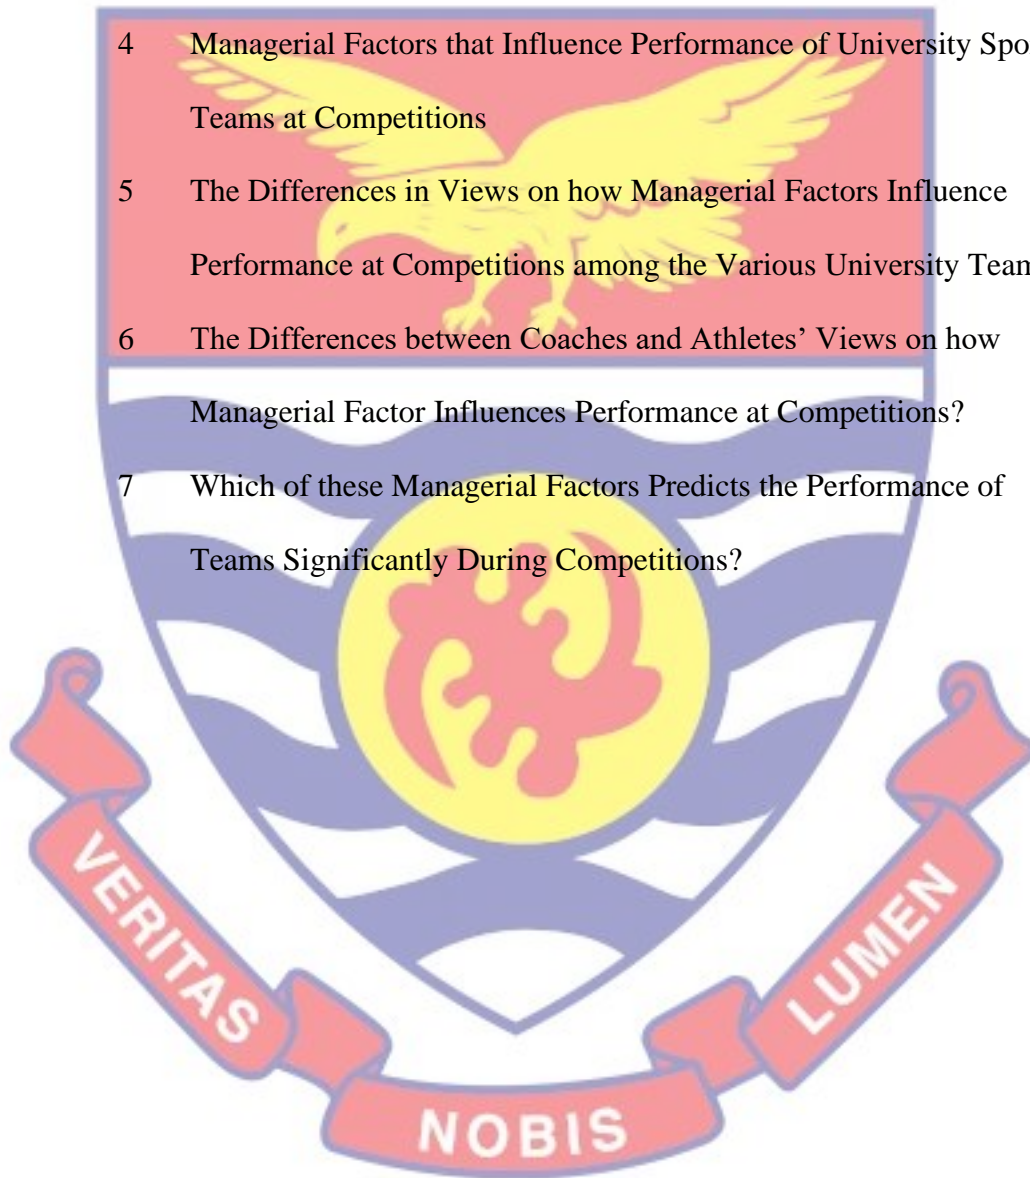 4 Managerial Factors that Influence Performance of University Spo
Teams at Competitions
5 The Differences in Views on how Managerial Factors Influence
Performance at Competitions among the Various University Team
6 The Differences between Coaches and Athletes’ Views on how
Managerial Factor Influences Performance at Competitions?
7 Which of these Managerial Factors Predicts the Performance of
Teams Significantly During Competitions?
VERITAS
NOBIS
LUMEN